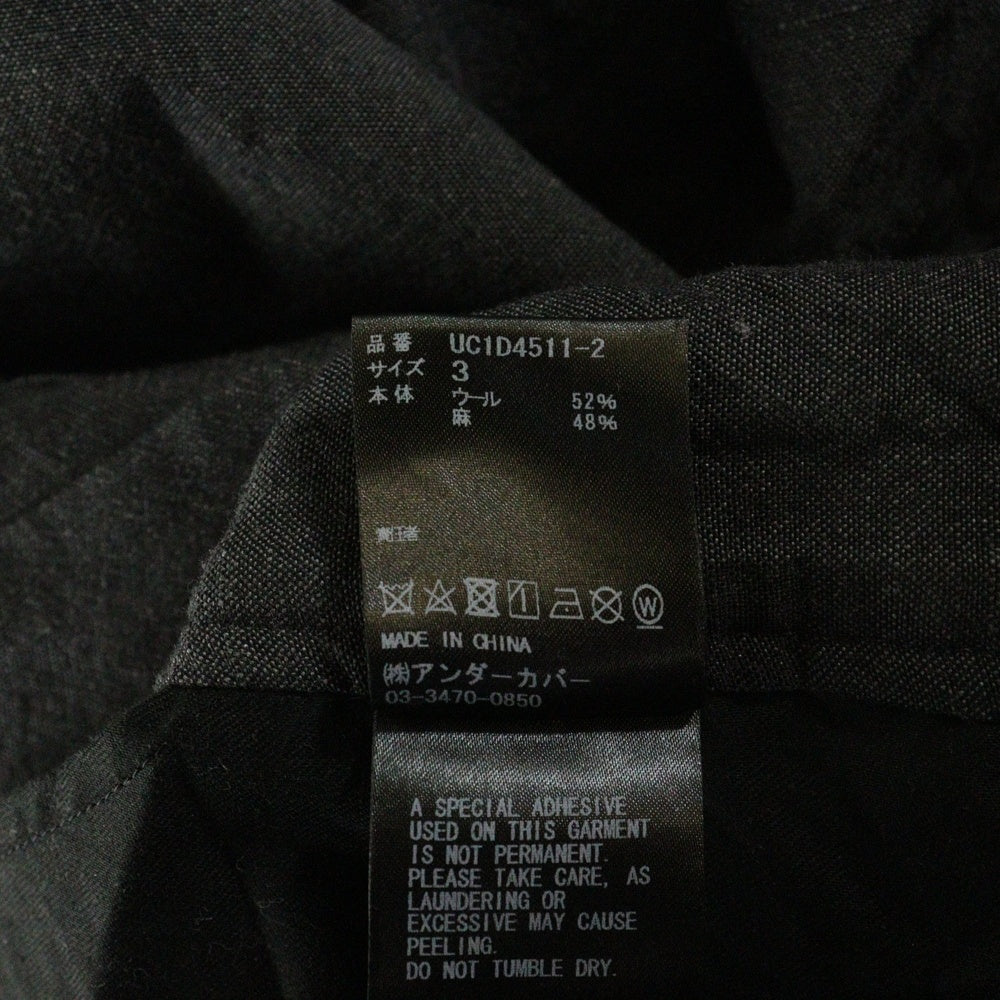 品番 UC1D4511-2
サイズ 3
本体 ウール 52%
麻 48%
W
MADE IN CHINA
㈱アンダーカバー
03-3470-0850
A SPECIAL ADHESIVE
USED ON THIS GARMENT
IS NOT PERMANENT.
PLEASE TAKE CARE, AS
LAUNDERING OR
EXCESSIVE MAY CAUSE
PEELING.
DO NOT TUMBLE DRY.